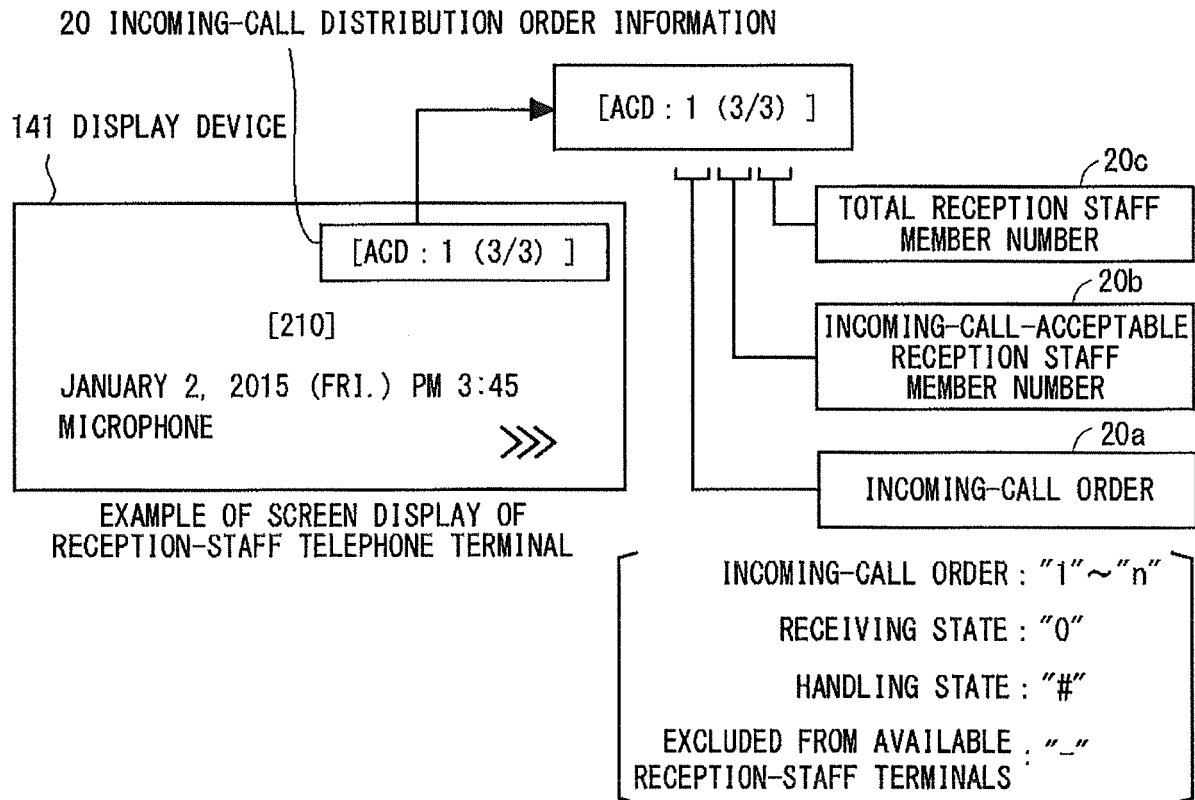 20 INCOMING-CALL DISTRIBUTION ORDER INFORMATION
[ACD : 1 (3/3) ]
141 DISPLAY DEVICE
[ACD : 1 (3/3) ]
[210]
JANUARY 2, 2015 (FRI.) PM 3:45
MICROPHONE
>>>
EXAMPLE OF SCREEN DISPLAY OF
RECEPTION-STAFF TELEPHONE TERMINAL
20c
TOTAL RECEPTION STAFF
MEMBER NUMBER
20b
INCOMING-CALL-ACCEPTABLE
RECEPTION STAFF
MEMBER NUMBER
20a
INCOMING-CALL ORDER
INCOMING-CALL ORDER : "1"~"n"
RECEIVING STATE : "0"
HANDLING STATE : "#"
EXCLUDED FROM AVAILABLE
RECEPTION-STAFF TERMINALS : "_"